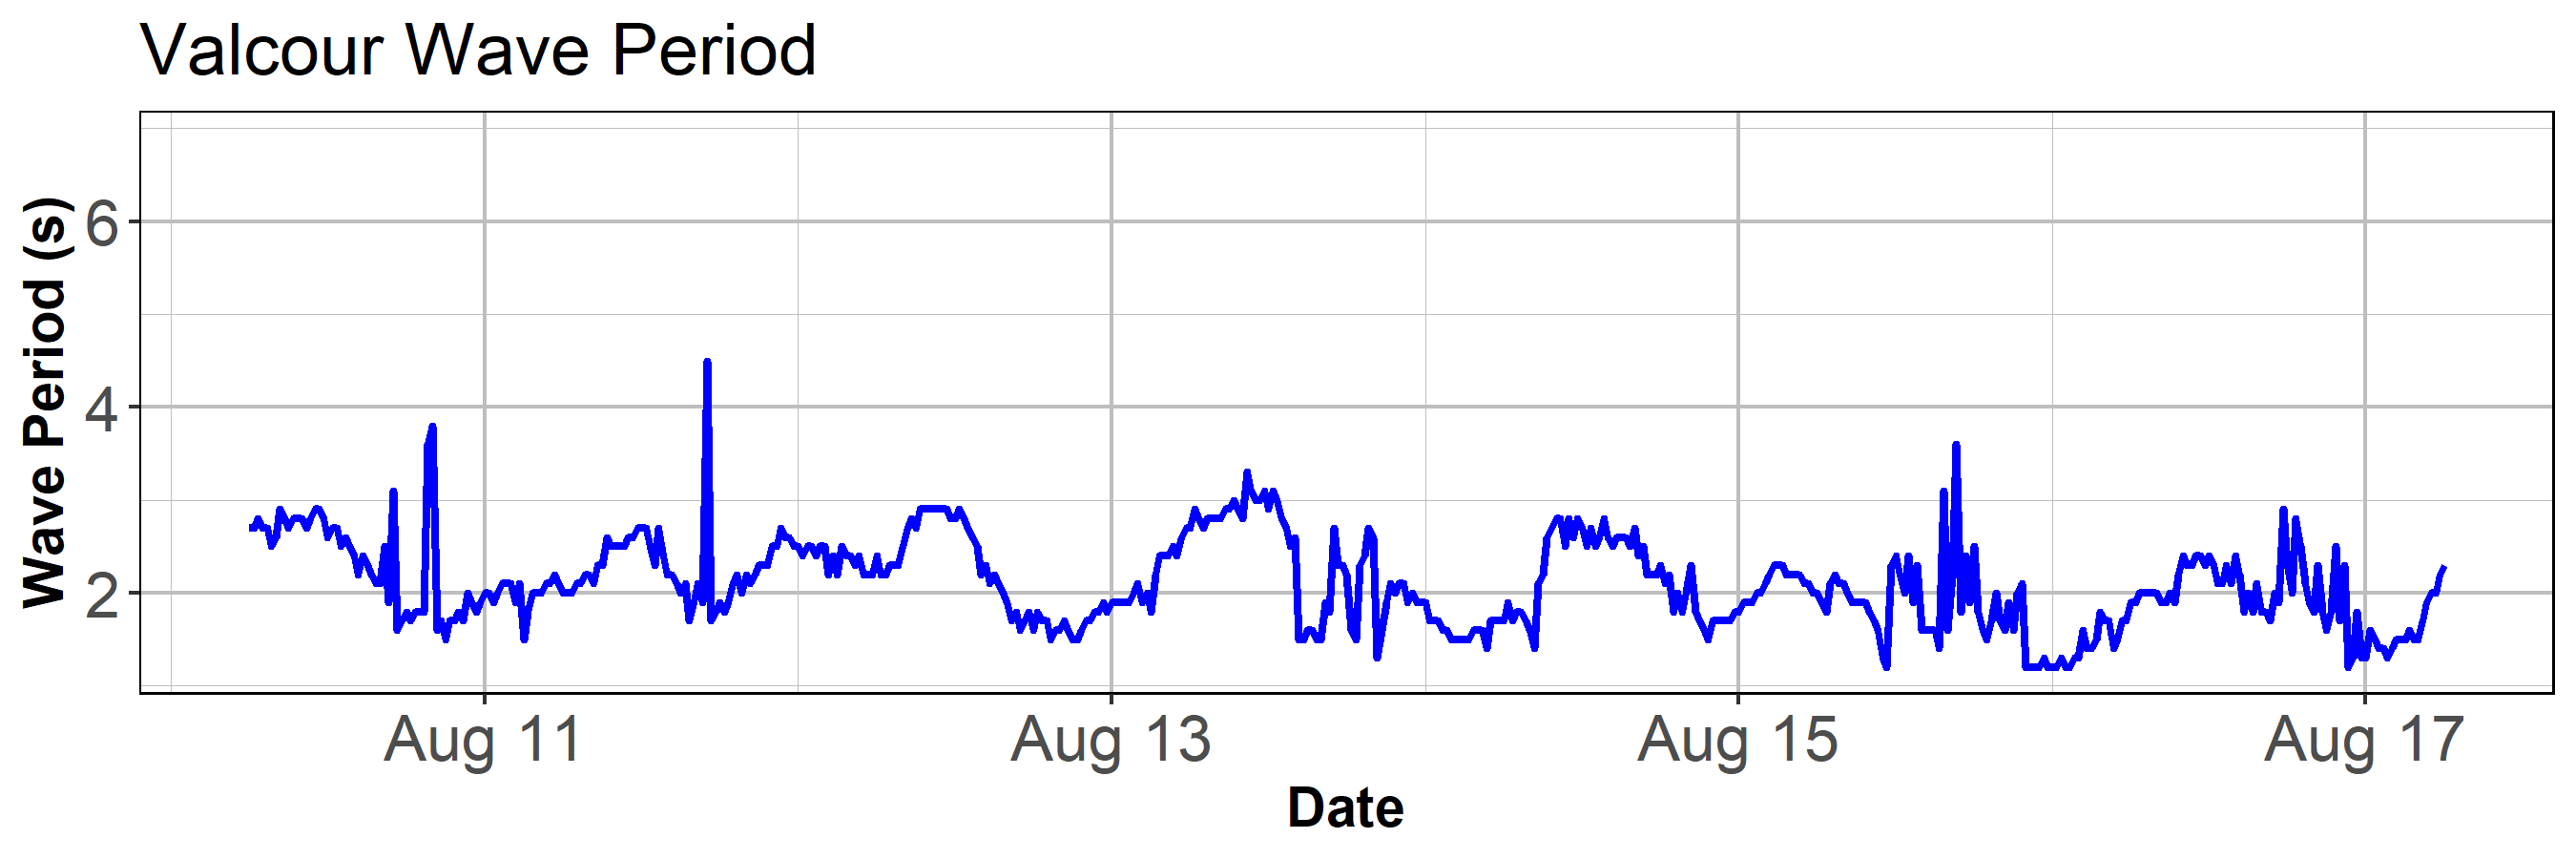 Valcour Wave Period
Wave Period (s)
6
4
2
Aug 11 Aug 13 Aug 15 Aug 17
Date